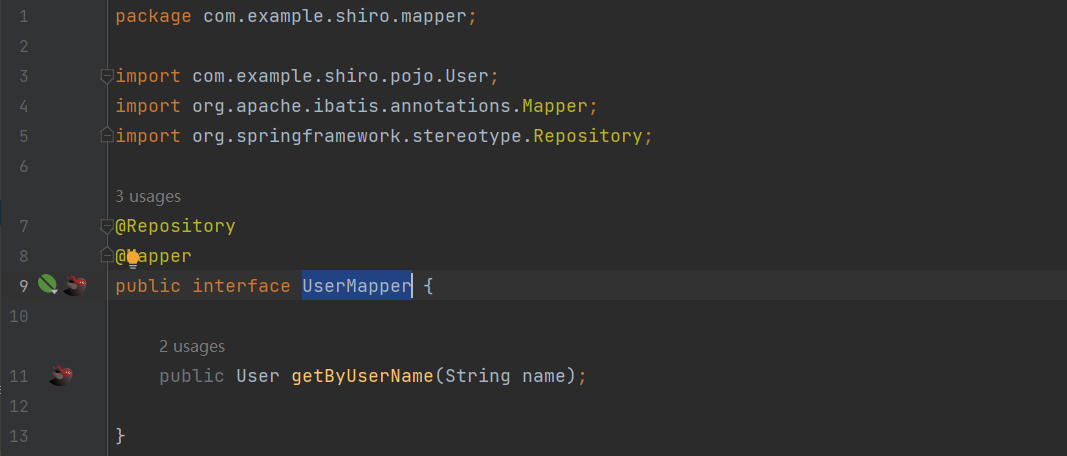 1 package com.example.shiro.mapper;
2
3 import com.example.shiro.pojo.User;
4 import org.apache.ibatis.annotations.Mapper;
5 import org.springframework.stereotype.Repository;
6
3 usages
7 @Repository
8 @Mapper
9 public interface UserMapper {
10
2 usages
11 public User getByUserName(String name);
12
13 }